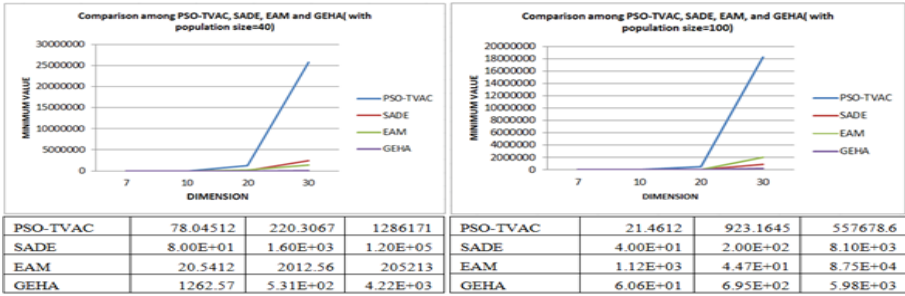 Comparison among PSO-TVAC, SADE, EAM and GEHA( with
population size=40)
30000000
25000000
20000000
15000000
10000000
5000000
0
MINIMUM VALUE
7 10 20 30
DIMENSION
PSO-TVAC
SADE
EAM
GEHA
PSO-TVAC 78.04512 220.3067 1286171
SADE 8.00E+01 1.60E+03 1.20E+05
EAM 20.5412 2012.56 205213
GEHA 1262.57 5.31E+02 4.22E+03
Comparison among PSO-TVAC, SADE, EAM, and GEHA( with
population size=100)
20000000
18000000
16000000
14000000
12000000
10000000
8000000
6000000
4000000
2000000
0
MINIMUM VALUE
7 10 20 30
DIMENSION
PSO-TVAC
SADE
EAM
GEHA
PSO-TVAC 21.4612 923.1645 557678.6
SADE 4.00E+01 2.00E+02 8.10E+03
EAM 1.12E+03 4.47E+01 8.75E+04
GEHA 6.06E+01 6.95E+02 5.98E+03